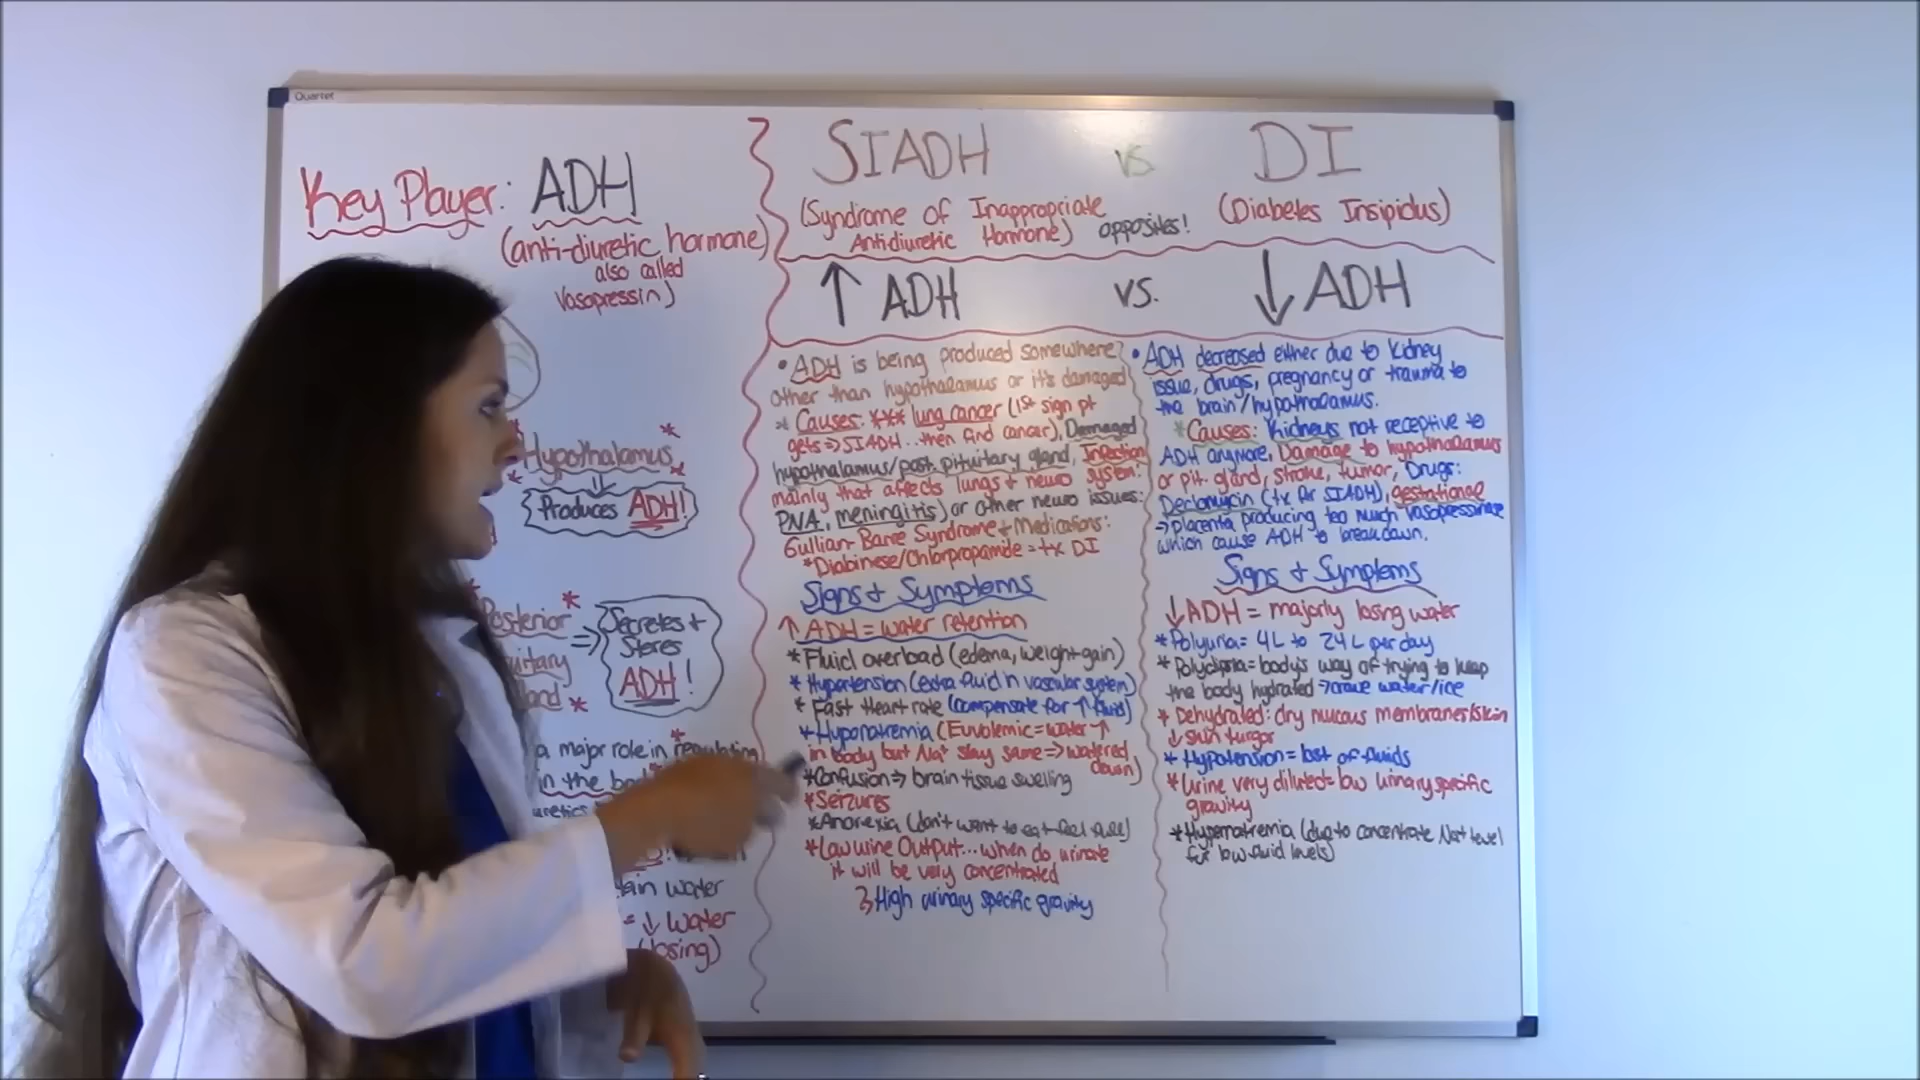 Quartet
Key Player: ADH
(anti-diuretic hormone)
also called
Vasopressin)
Hypothalamus
Produces ADH!
Posterior
uitary
land
Secretes +
Stores
ADH!
a major role in regulating
in the bo
uretics
ain water
= ↓ water
(losing)
SIADH vs DI
(Syndrome Of Inappropriate
Antidiuretic Hormone)
opposites!
(Diabetes Insipidus)
↑ ADH vs. ↓ ADH
• ADH is being produced somewhere
other than hypothalamus or it's damaged
Causes: *** lung cancer (1st sign pt
gets => SIADH...then find cancer), Damaged
hypothalamus/post. pituitary gland, Infection
mainly that affects lungs + neuro system:
PNA, meningitis) or other neuro issues:
Gullian-Barre Syndrome + Medications:
*Diabinese/Chlorpropamide = tx DI
Signs + Symptoms
↑ ADH = water retention
* Fluid overload (edema, weight gain)
* Hypertension (extra fluid in vascular system)
* Fast Heart rate (compensate for ↑ fluid)
* Hyponatremia (Euvolemic = water ↑
in body but Na+ stay same => watered
down)
*Confusion => brain tissue swelling
*Seizures
*Anorexia (don't want to eat-feel full)
*Low urine Output...when do urinate
it will be very concentrated
High urinary specific gravity
• ADH decreased either due to Kidney
issue, drugs, pregnancy or trauma to
the brain/hypothalamus.
*Causes: Kidneys not receptive to
ADH anymore, Damage to hypothalamus
or pit. gland, stroke, tumor, Drugs:
Declomycin (tx for SIADH), gestational
→ placenta producing too much vasopressinase
which cause ADH to breakdown.
Signs + Symptoms
↓ ADH = majorly losing water
*Polyuria = 4L to 24L per day
*Polydipsia = body's way of trying to keep
the body hydrated → crave water/ice
* Dehydrated: dry mucous membranes/skin
↓ skin turgor
* Hypotension = lost of fluids
*Urine very diluted = low urinary specific
gravity
*Hypernatremia (due to concentrate Na+ level
for low fluid levels)